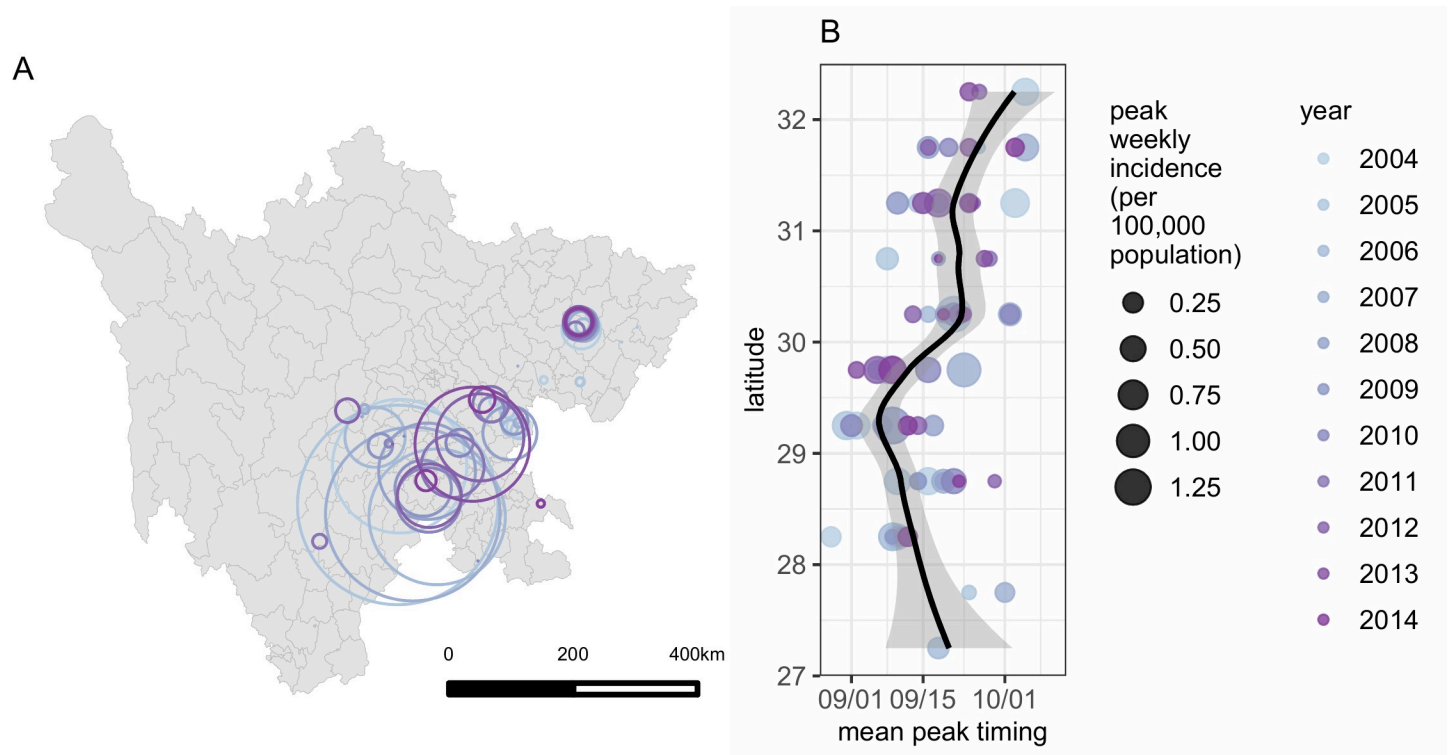 A
0 200 400km
B
latitude
32
31
30
29
28
27
09/01 09/15 10/01
mean peak timing
peak
weekly
incidence
(per
100,000
population)
0.25
0.50
0.75
1.00
1.25
year
2004
2005
2006
2007
2008
2009
2010
2011
2012
2013
2014